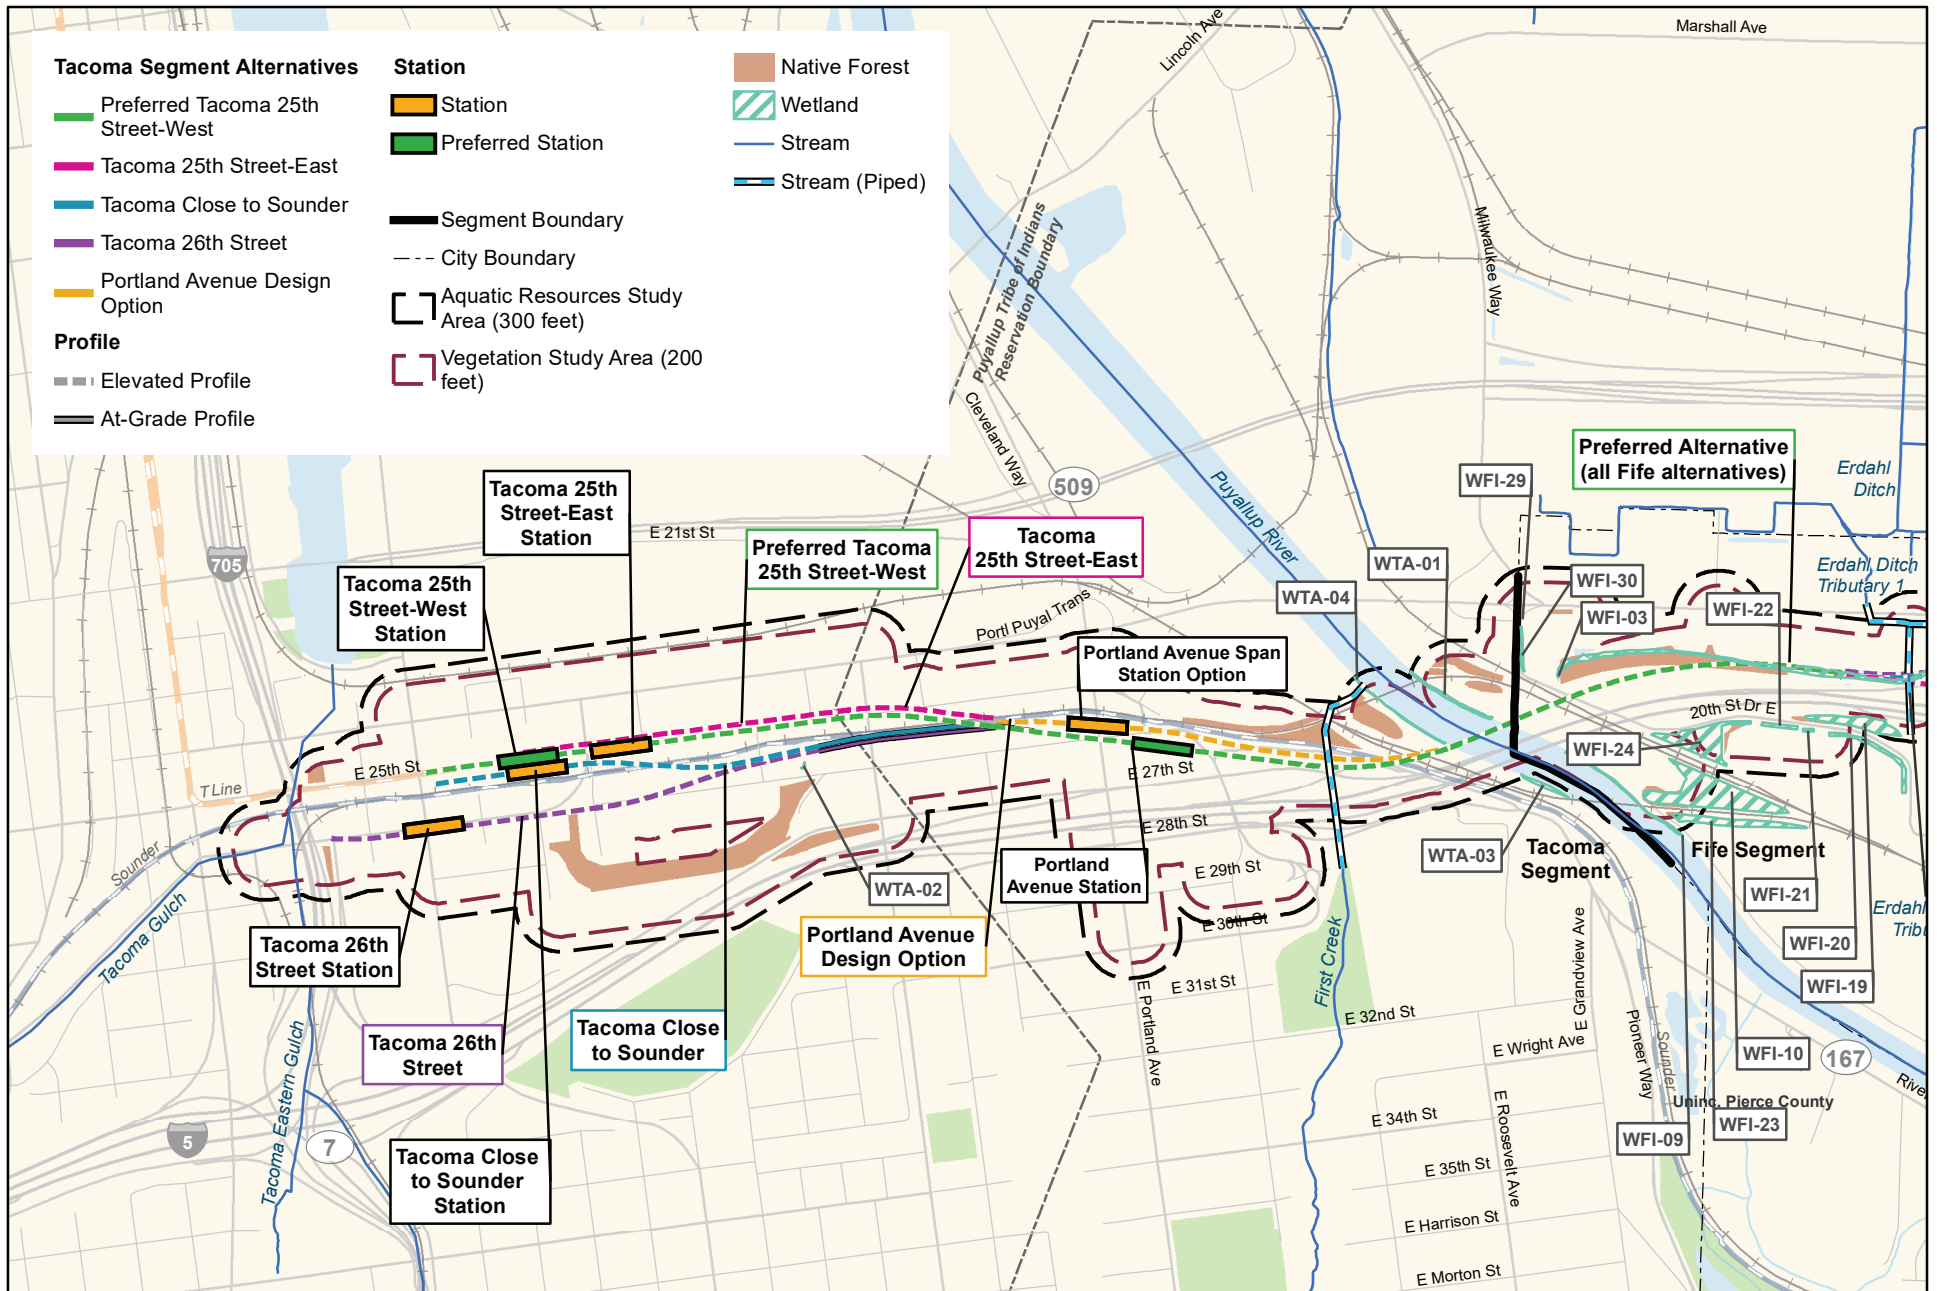 Tacoma Segment Alternatives
Preferred Tacoma 25th
Street-West
Tacoma 25th Street-East
Tacoma Close to Sounder
Tacoma 26th Street
Portland Avenue Design
Option
Profile
Elevated Profile
At-Grade Profile
Station
Station
Preferred Station
Segment Boundary
City Boundary
Aquatic Resources Study
Area (300 feet)
Vegetation Study Area (200
feet)
Native Forest
Wetland
Stream
Stream (Piped)
Marshall Ave
Lincoln Ave
Milwaukee Way
Puyallup Tribe of Indians
Reservation Boundary
Cleveland Way
509
Puyallup River
Preferred Alternative
(all Fife alternatives)
Erdahl
Ditch
WFI-29
Tacoma 25th
Street-East
Station
E 21st St
Preferred Tacoma
25th Street-West
Tacoma
25th Street-East
705
Tacoma 25th
Street-West
Station
WTA-01
WTA-04
WFI-30
WFI-03
WFI-22
Erdahl Ditch
Tributary 1
Portl Puyal Trans
Portland Avenue Span
Station Option
20th St Dr E
WFI-24
E 25th St
T Line
E 27th St
E 28th St
Sounder
WTA-02
Portland
Avenue Station
E 29th St
E 30th St
WTA-03
Tacoma
Segment
Fife Segment
WFI-21
Erdahl
Tribu
WFI-20
WFI-19
Tacoma Gulch
Tacoma 26th
Street Station
Portland Avenue
Design Option
E 31st St
First Creek
E 32nd St
E Portland Ave
E Grandview Ave
E Wright Ave
Pioneer Way
Sounder
WFI-10
167
River
Tacoma Eastern Gulch
Tacoma 26th
Street
Tacoma Close
to Sounder
Uninc. Pierce County
WFI-23
WFI-09
E 34th St
E Roosevelt Ave
E 35th St
5
7
Tacoma Close
to Sounder
Station
E Harrison St
E Morton St